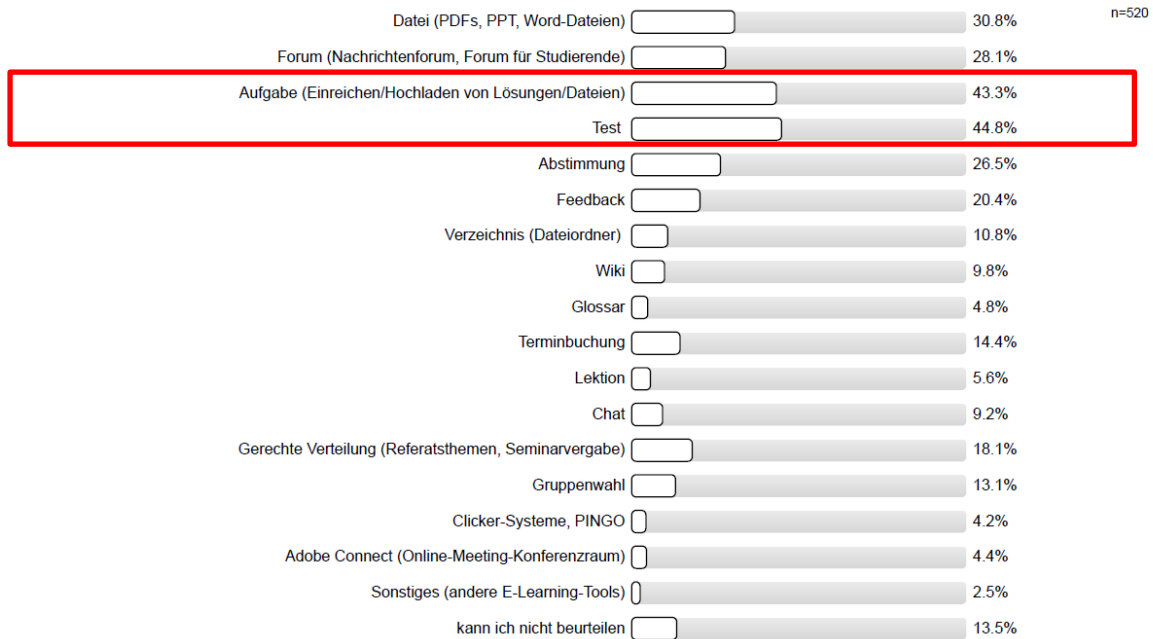 n=520
Datei (PDFs, PPT, Word-Dateien) 30.8%
Forum (Nachrichtenforum, Forum für Studierende) 28.1%
Aufgabe (Einreichen/Hochladen von Lösungen/Dateien) 43.3%
Test 44.8%
Abstimmung 26.5%
Feedback 20.4%
Verzeichnis (Dateiordner) 10.8%
Wiki 9.8%
Glossar 4.8%
Terminbuchung 14.4%
Lektion 5.6%
Chat 9.2%
Gerechte Verteilung (Referatsthemen, Seminarvergabe) 18.1%
Gruppenwahl 13.1%
Clicker-Systeme, PINGO 4.2%
Adobe Connect (Online-Meeting-Konferenzraum) 4.4%
Sonstiges (andere E-Learning-Tools) 2.5%
kann ich nicht beurteilen 13.5%